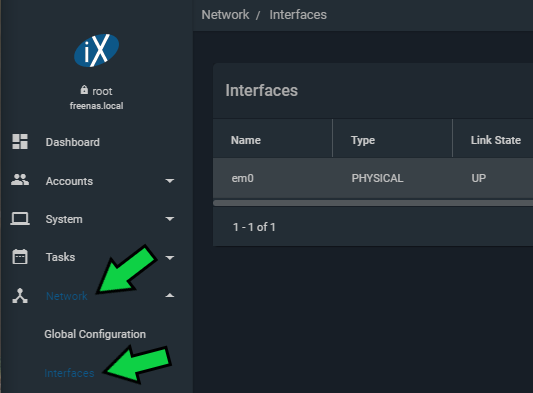 Network / Interfaces
iX
root
freenas.local
Interfaces
Dashboard
Name Type Link State
Accounts
em0 PHYSICAL UP
System
1 - 1 of 1
Tasks
Network
Global Configuration
Interfaces